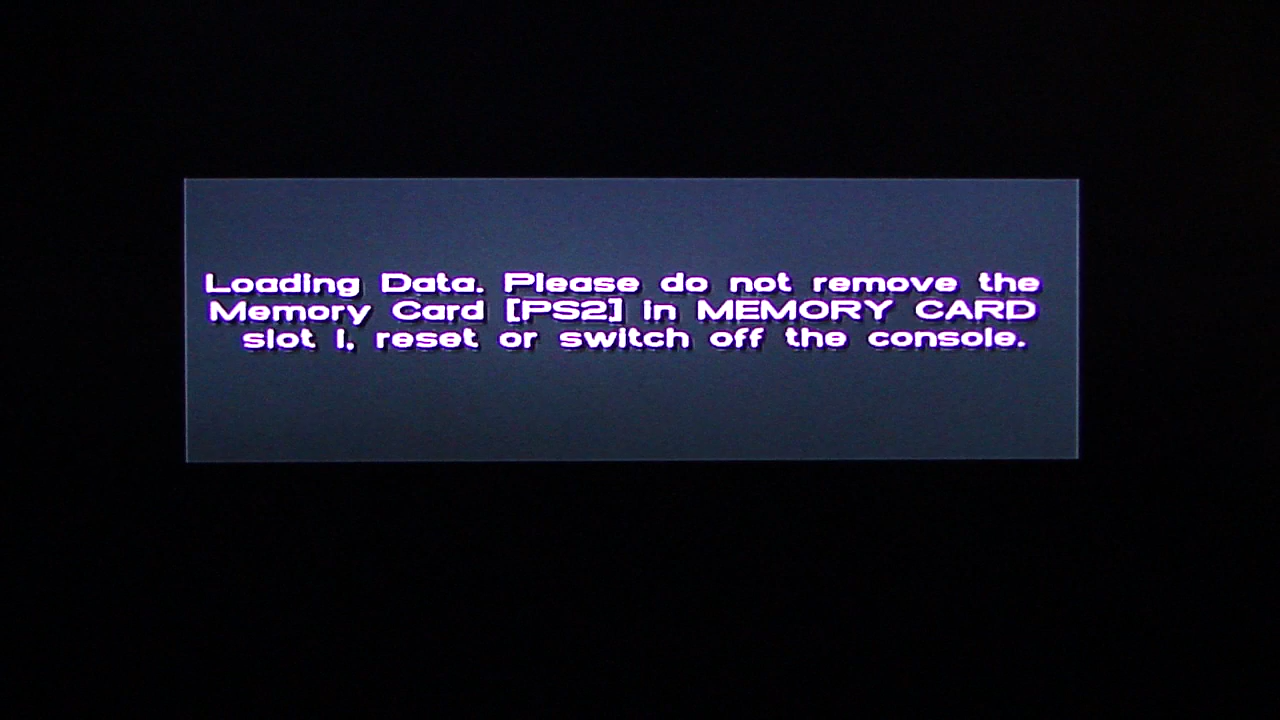 Loading Data. Please do not remove the
Memory Card [PS2] in MEMORY CARD
slot 1, reset or switch off the console.